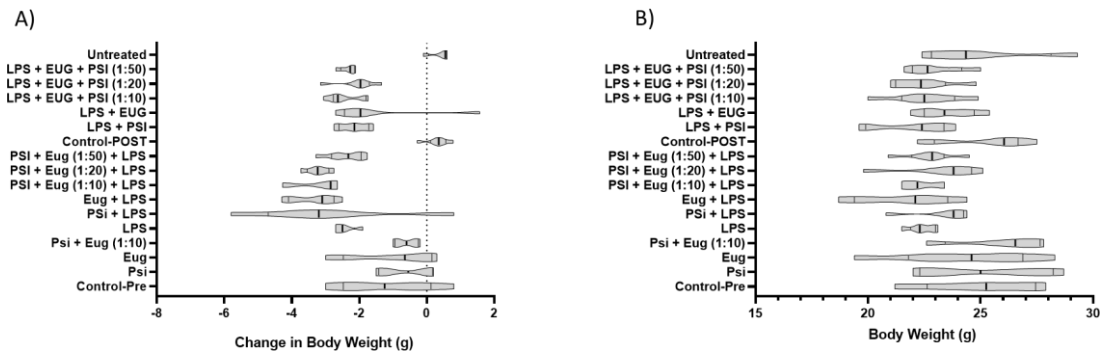 A)
Untreated
LPS + EUG + PSI (1:50)
LPS + EUG + PSI (1:20)
LPS + EUG + PSI (1:10)
LPS + EUG
LPS + PSI
Control-POST
PSI + Eug (1:50) + LPS
PSI + Eug (1:20) + LPS
PSI + Eug (1:10) + LPS
Eug + LPS
PSi + LPS
LPS
Psi + Eug (1:10)
Eug
Psi
Control-Pre
-8 -6 -4 -2 0 2
Change in Body Weight (g)
B)
Untreated
LPS + EUG + PSI (1:50)
LPS + EUG + PSI (1:20)
LPS + EUG + PSI (1:10)
LPS + EUG
LPS + PSI
Control-POST
PSI + Eug (1:50) + LPS
PSI + Eug (1:20) + LPS
PSI + Eug (1:10) + LPS
Eug + LPS
PSi + LPS
LPS
Psi + Eug (1:10)
Eug
Psi
Control-Pre
15 20 25 30
Body Weight (g)